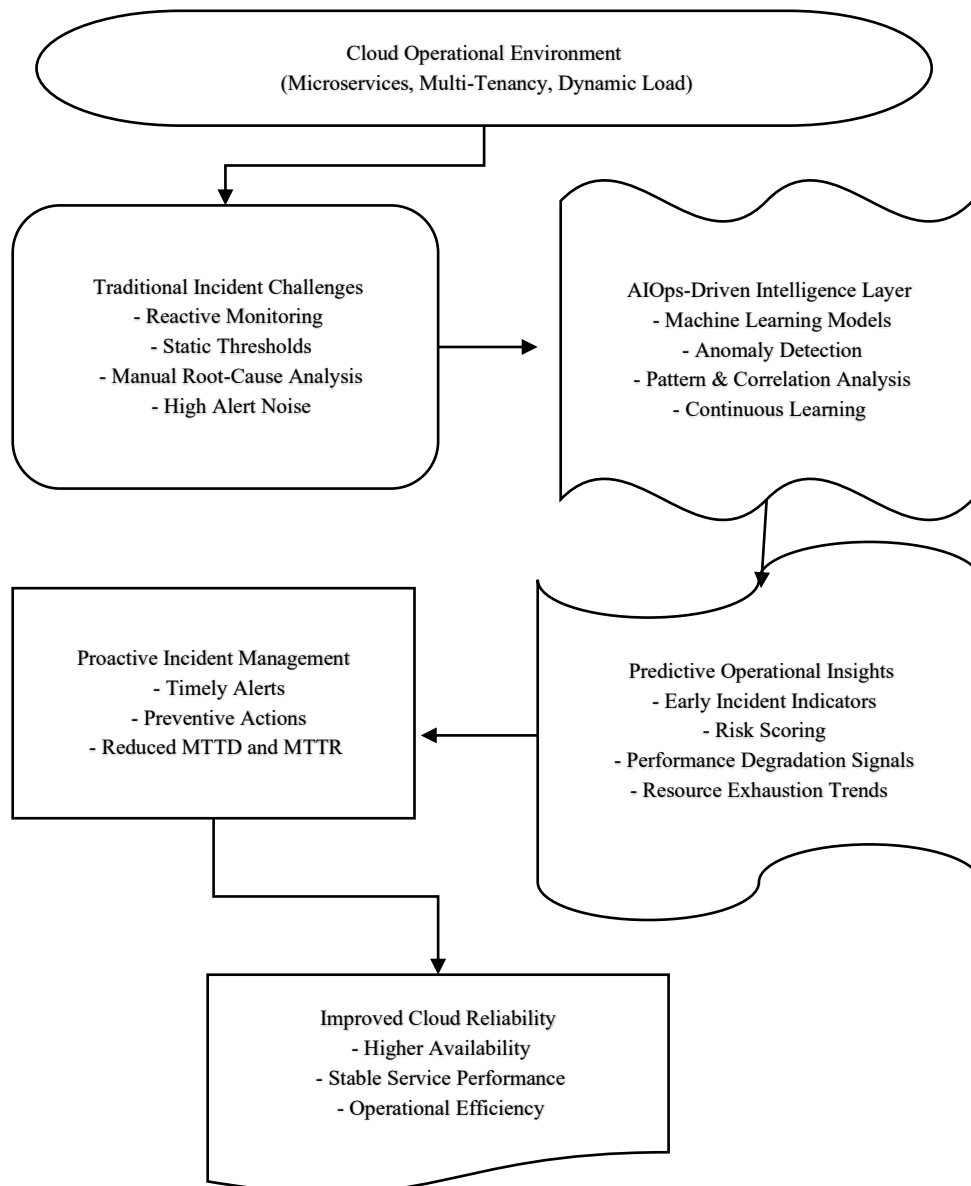 Cloud Operational Environment
(Microservices, Multi-Tenancy, Dynamic Load)
Traditional Incident Challenges
- Reactive Monitoring
- Static Thresholds
- Manual Root-Cause Analysis
- High Alert Noise
AIOps-Driven Intelligence Layer
- Machine Learning Models
- Anomaly Detection
- Pattern & Correlation Analysis
- Continuous Learning
Predictive Operational Insights
- Early Incident Indicators
- Risk Scoring
- Performance Degradation Signals
- Resource Exhaustion Trends
Proactive Incident Management
- Timely Alerts
- Preventive Actions
- Reduced MTTD and MTTR
Improved Cloud Reliability
- Higher Availability
- Stable Service Performance
- Operational Efficiency